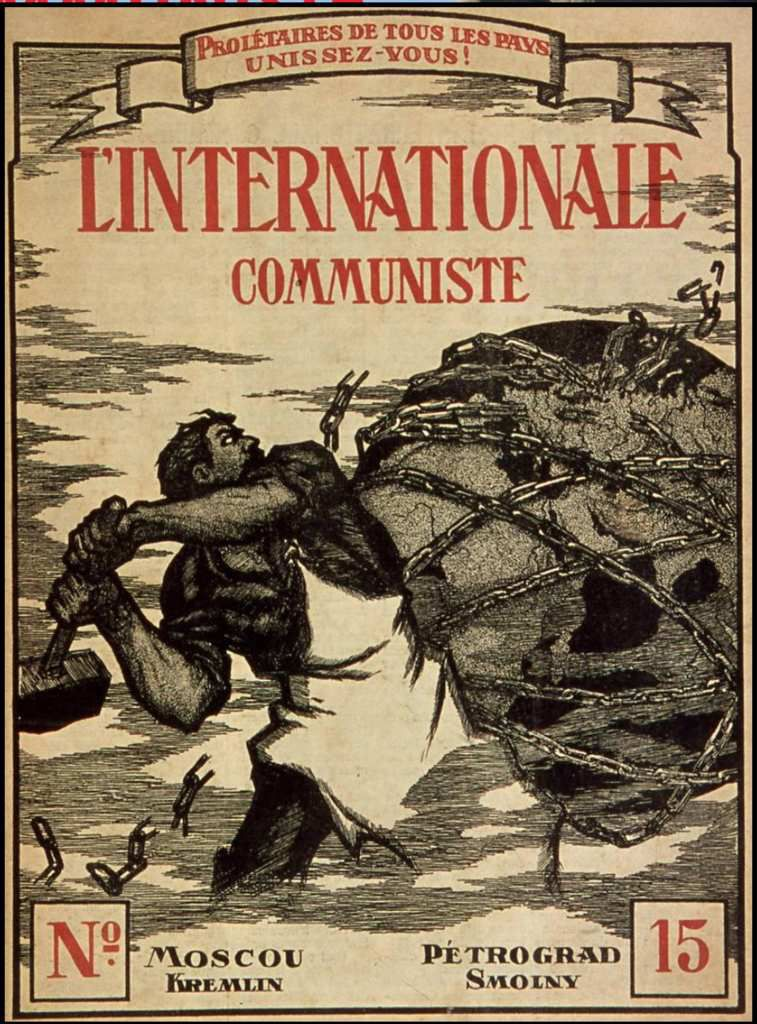 PROLÉTAIRES DE TOUS LES PAYS
UNISSEZ-VOUS!
L'INTERNATIONALE
COMMUNISTE
Nº.
MOSCOU
KREMLIN
PÉTROGRAD
SMOLNY
15